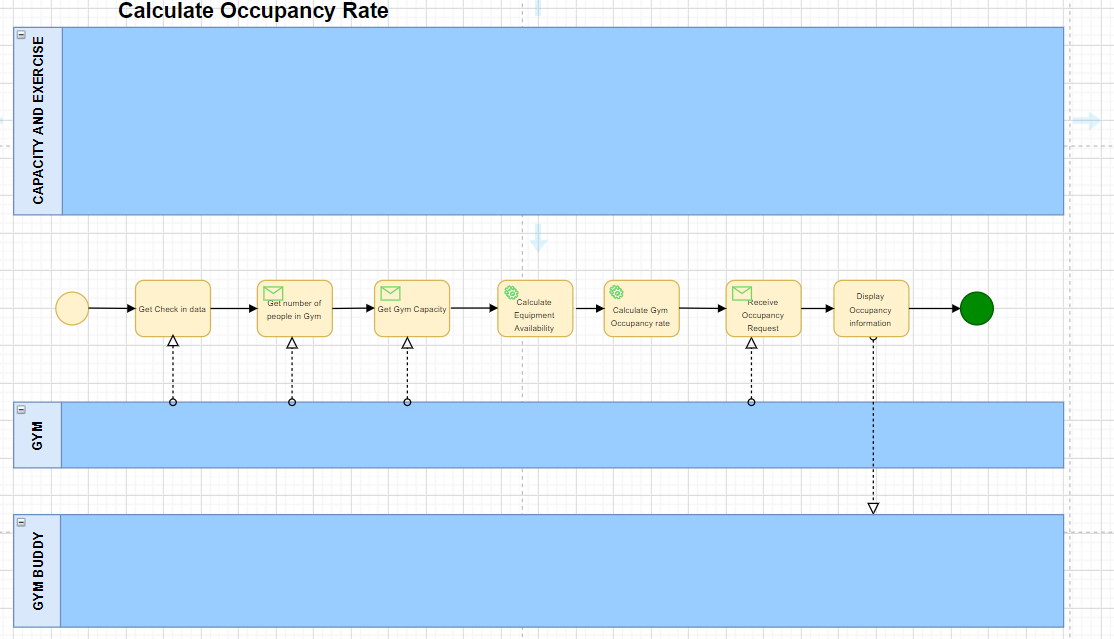 Calculate Occupancy Rate
CAPACITY AND EXERCISE
Get Check in data
Get number of
people in Gym
Get Gym Capacity
Calculate
Equipment
Availability
Calculate Gym
Occupancy rate
Receive
Occupancy
Request
Display
Occupancy
information
GYM
GYM BUDDY